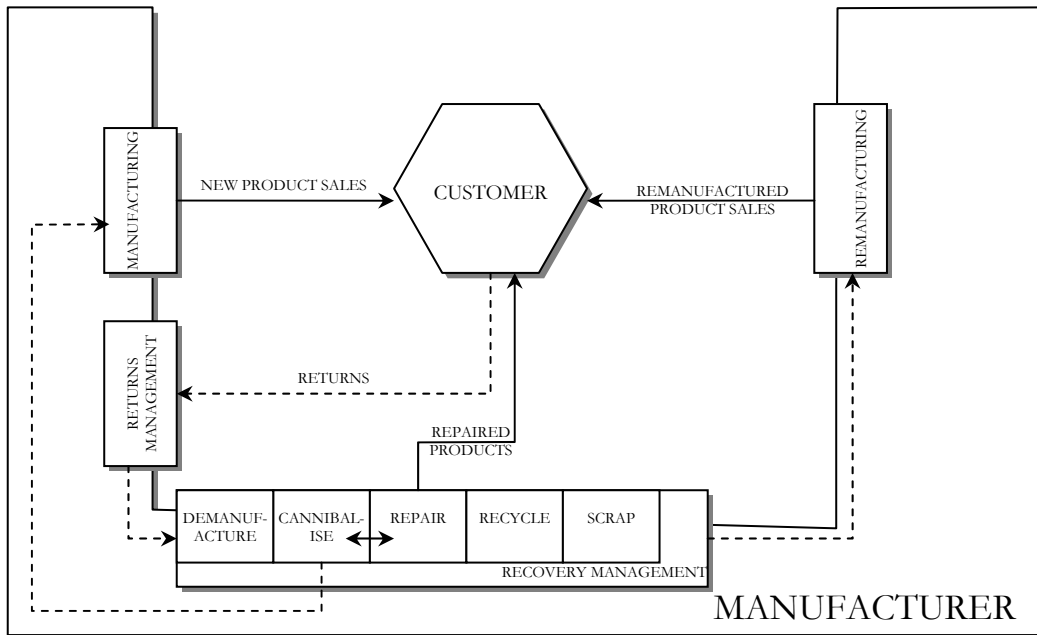 MANUFACTURING
NEW PRODUCT SALES
CUSTOMER
REMANUFACTURED
PRODUCT SALES
REMANUFACTURING
RETURNS
MANAGEMENT
RETURNS
REPAIRED
PRODUCTS
DEMANUF-
ACTURE
CANNIBAL-
ISE
REPAIR
RECYCLE
SCRAP
RECOVERY MANAGEMENT
MANUFACTURER